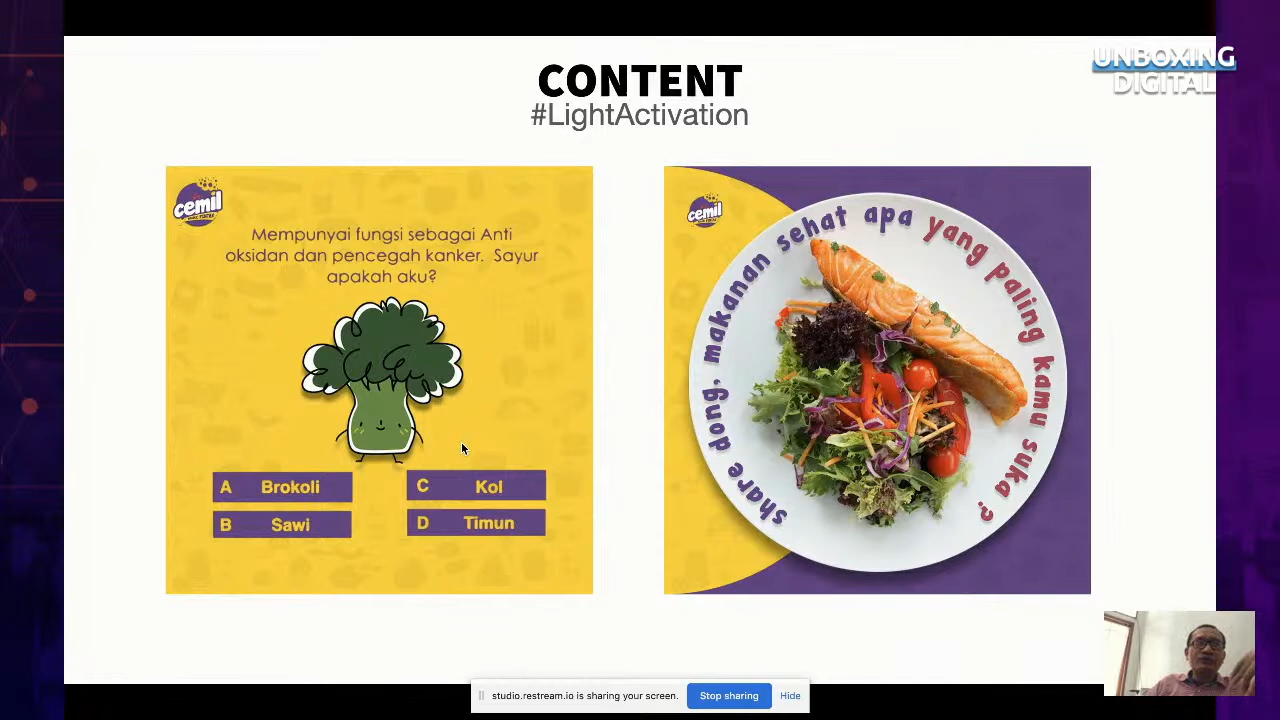 CONTENT
#LightActivation
UNBOXING
DIGITAL
cemil
Mempunyai fungsi sebagai Anti
oksidan dan pencegah kanker. Sayur
apakah aku?
A Brokoli
C Kol
B Sawi
D Timun
cemil
share dong, makanan sehat apa yang paling kamu suka ?
studio.restream.io is sharing your screen.
Stop sharing
Hide